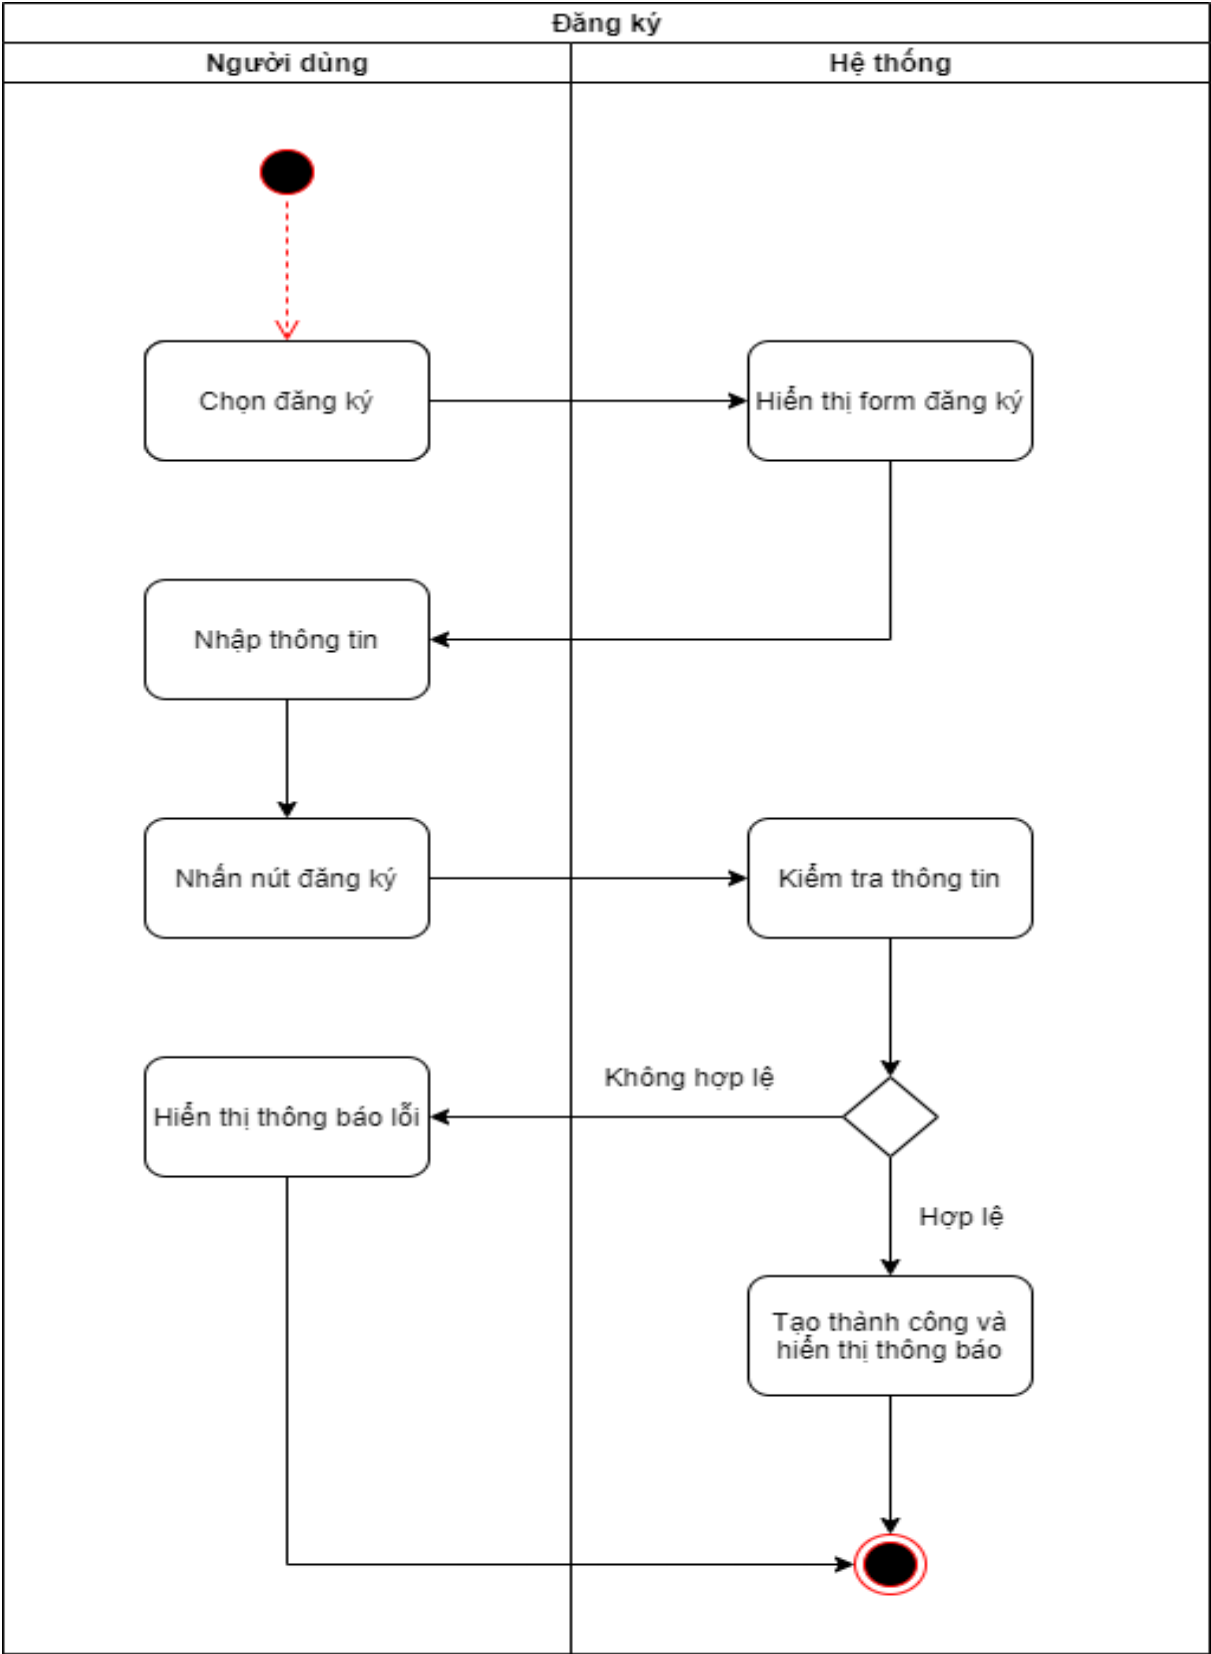 Đăng ký
Người dùng
Hệ thống
Chọn đăng ký
Hiển thị form đăng ký
Nhập thông tin
Nhấn nút đăng ký
Kiểm tra thông tin
Không hợp lệ
Hiển thị thông báo lỗi
Hợp lệ
Tạo thành công và
hiển thị thông báo